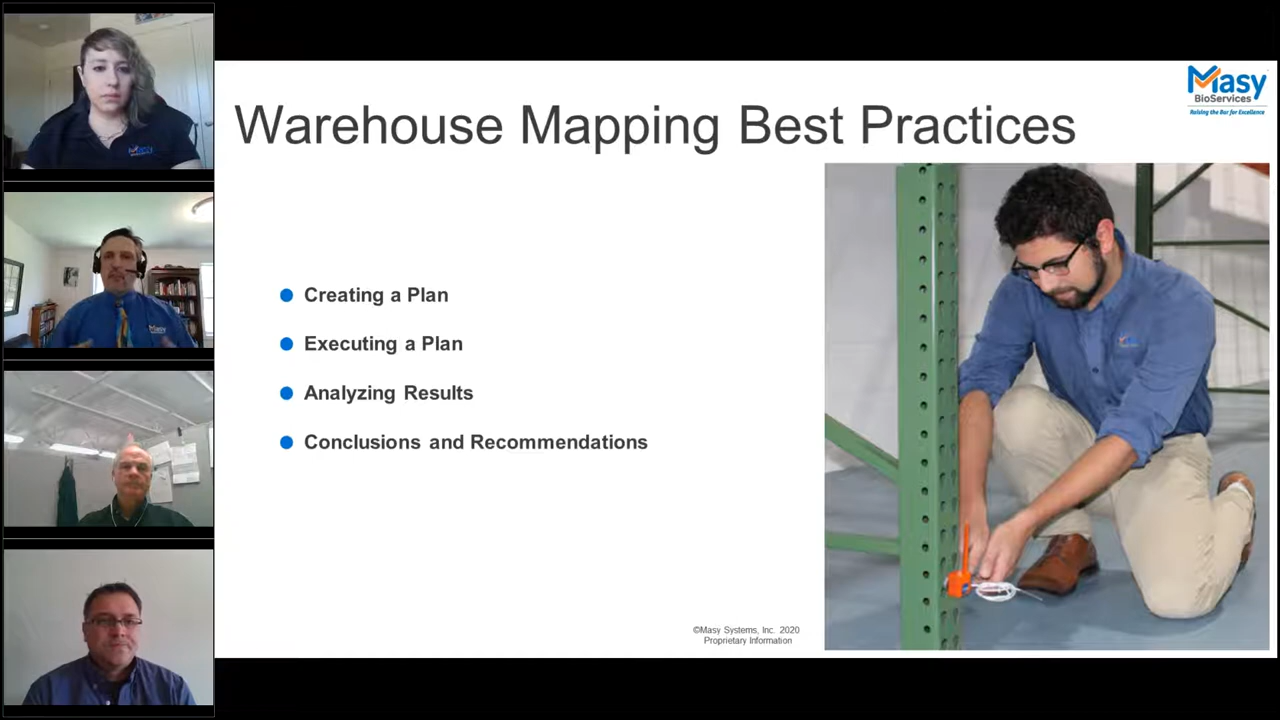 Warehouse Mapping Best Practices
Masy
BioServices
Raising the Bar for Excellence
Creating a Plan
Executing a Plan
Analyzing Results
Conclusions and Recommendations
©Masy Systems, Inc. 2020
Proprietary Information